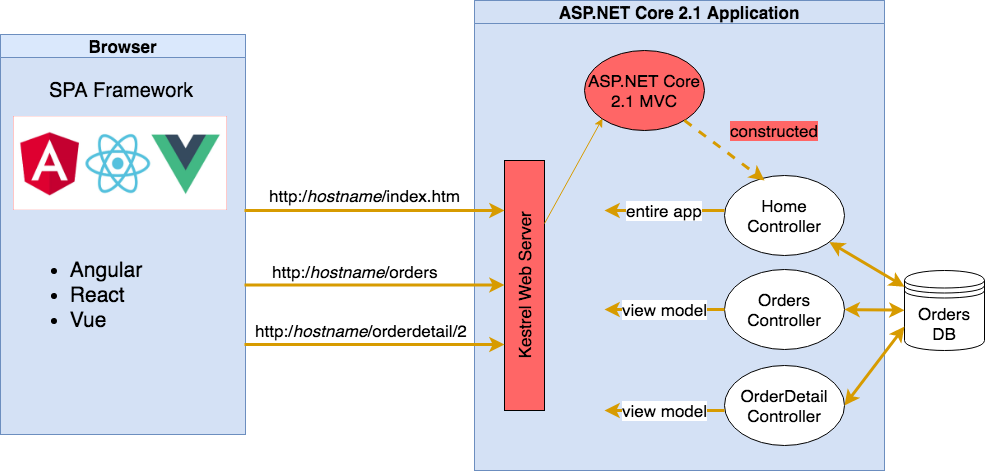 Browser
SPA Framework
A
• Angular
• React
• Vue
http:/hostname/index.htm
http:/hostname/orders
http:/hostname/orderdetail/2
ASP.NET Core 2.1 Application
Kestrel Web Server
ASP.NET Core
2.1 MVC
constructed
entire app
Home
Controller
view model
Orders
Controller
view model
OrderDetail
Controller
Orders
DB